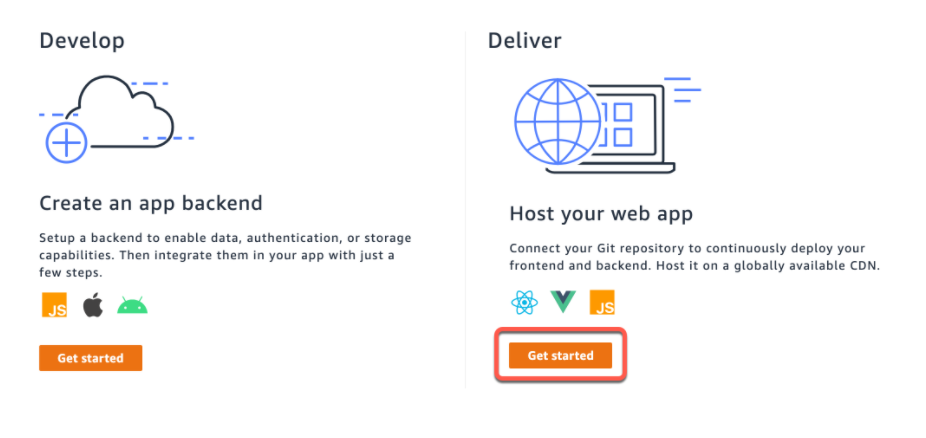 Develop
Create an app backend
Setup a backend to enable data, authentication, or storage
capabilities. Then integrate them in your app with just a
few steps.
JS
Get started
Deliver
Host your web app
Connect your Git repository to continuously deploy your
frontend and backend. Host it on a globally available CDN.
JS
Get started